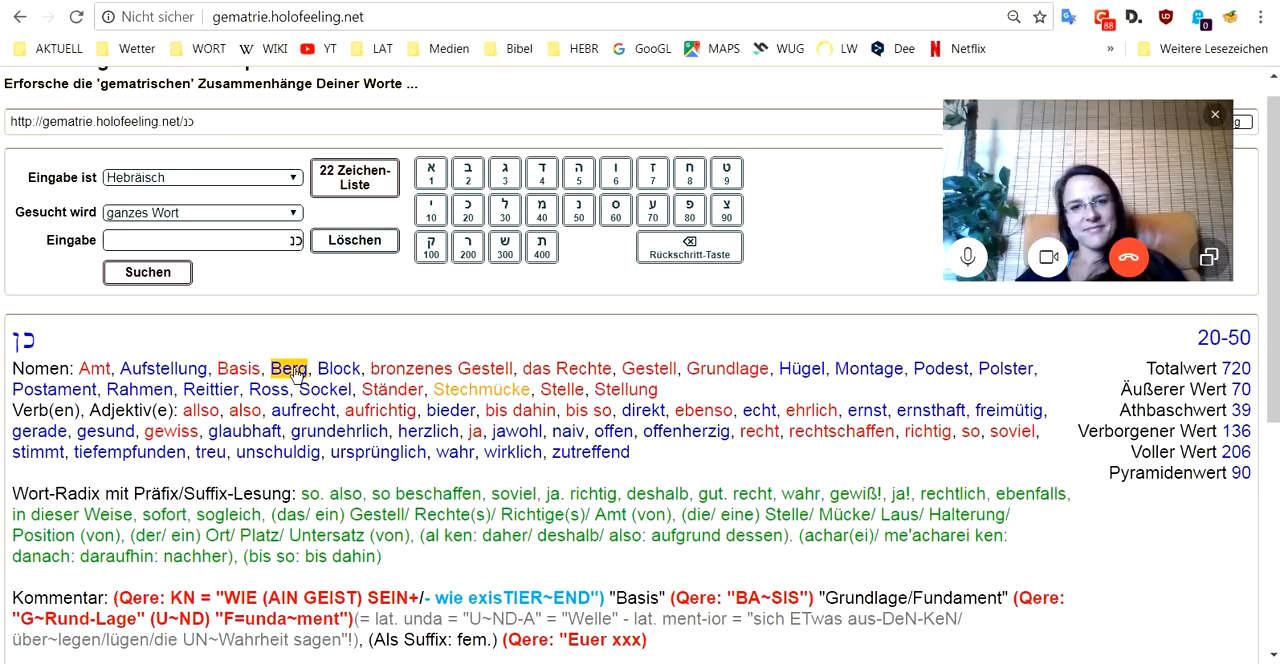 Nicht sicher | gematrie.holofeeling.net
88
D.
0
AKTUELL Wetter WORT W WIKI YT LAT Medien Bibel HEBR G GooGL MAPS WUG LW Dee N Netflix » Weitere Lesezeichen
Erforsche die 'gematrischen' Zusammenhänge Deiner Worte ...
http://gematrie.holofeeling.net/כנ
Eingabe ist Hebräisch
22 Zeichen-
Liste
Gesucht wird ganzes Wort
Eingabe כנ Löschen
Suchen
א ב ג ד ה ו ז ח ט
1 2 3 4 5 6 7 8 9
י כ ל מ נ ס ע פ צ
10 20 30 40 50 60 70 80 90
ק ר ש ת
100 200 300 400 Rückschritt-Taste
כן 20-50
Nomen: Amt, Aufstellung, Basis, Berg, Block, bronzenes Gestell, das Rechte, Gestell, Grundlage, Hügel, Montage, Podest, Polster,
Postament, Rahmen, Reittier, Ross, Sockel, Ständer, Stechmücke, Stelle, Stellung
Verb(en), Adjektiv(e): allso, also, aufrecht, aufrichtig, bieder, bis dahin, bis so, direkt, ebenso, echt, ehrlich, ernst, ernsthaft, freimütig,
gerade, gesund, gewiss, glaubhaft, grundehrlich, herzlich, ja, jawohl, naiv, offen, offenherzig, recht, rechtschaffen, richtig, so, soviel,
stimmt, tiefempfunden, treu, unschuldig, ursprünglich, wahr, wirklich, zutreffend
Totalwert 720
Äußerer Wert 70
Athbaschwert 39
Verborgener Wert 136
Voller Wert 206
Pyramidenwert 90
Wort-Radix mit Präfix/Suffix-Lesung: so. also, so beschaffen, soviel, ja. richtig, deshalb, gut. recht, wahr, gewiß!, ja!, rechtlich, ebenfalls,
in dieser Weise, sofort, sogleich, (das/ ein) Gestell/ Rechte(s)/ Richtige(s)/ Amt (von), (die/ eine) Stelle/ Mücke/ Laus/ Halterung/
Position (von), (der/ ein) Ort/ Platz/ Untersatz (von), (al ken: daher/ deshalb/ also: aufgrund dessen). (achar(ei)/ me'acharei ken:
danach: daraufhin: nachher), (bis so: bis dahin)
Kommentar: (Qere: KN = "WIE (AIN GEIST) SEIN+/- wie exisTIER~END") "Basis" (Qere: "BA~SIS") "Grundlage/Fundament" (Qere:
"G~Rund-Lage" (U~ND) "F=unda~ment")(= lat. unda = "U~ND-A" = "Welle" - lat. ment-ior = "sich ETwas aus-DeN-KeN/
über~legen/lügen/die UN~Wahrheit sagen"!), (Als Suffix: fem.) (Qere: "Euer xxx)